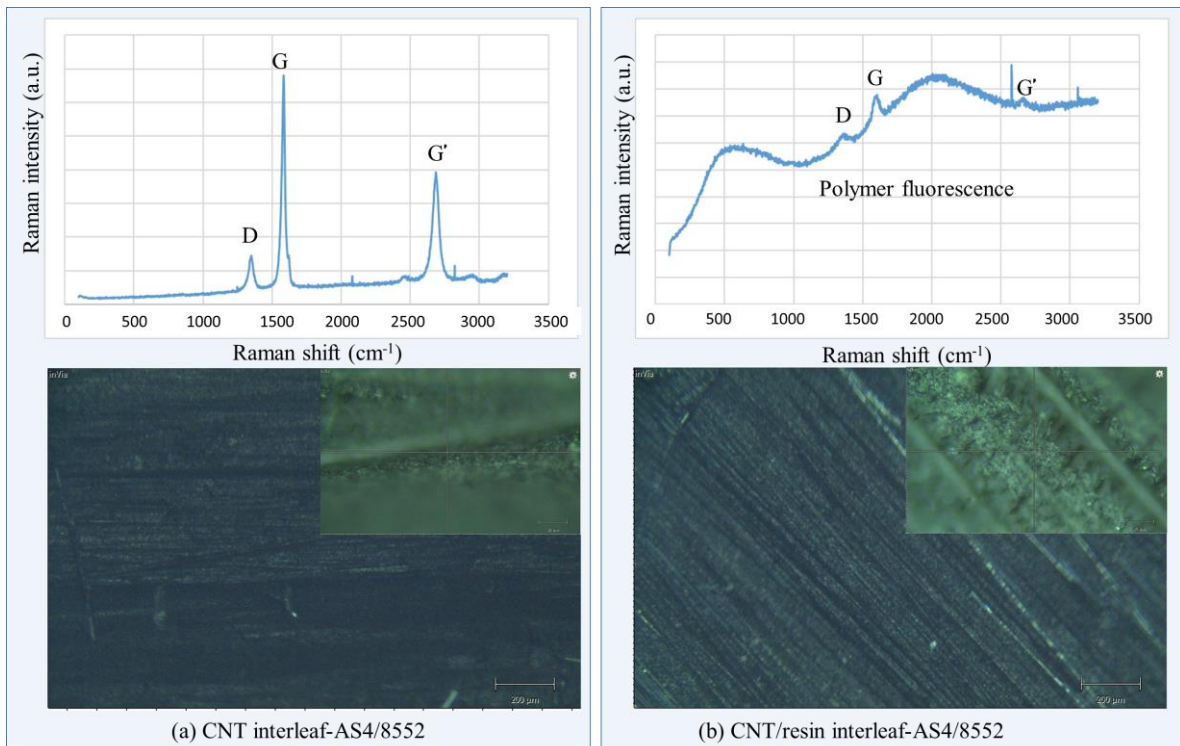 G
G'
D
Raman intensity (a.u.)
0 500 1000 1500 2000 2500 3000 3500
Raman shift (cm⁻¹)
inVia
200 µm
(a) CNT interleaf-AS4/8552
G
G'
D
Polymer fluorescence
Raman intensity (a.u.)
0 500 1000 1500 2000 2500 3000 3500
Raman shift (cm⁻¹)
inVia
200 µm
(b) CNT/resin interleaf-AS4/8552